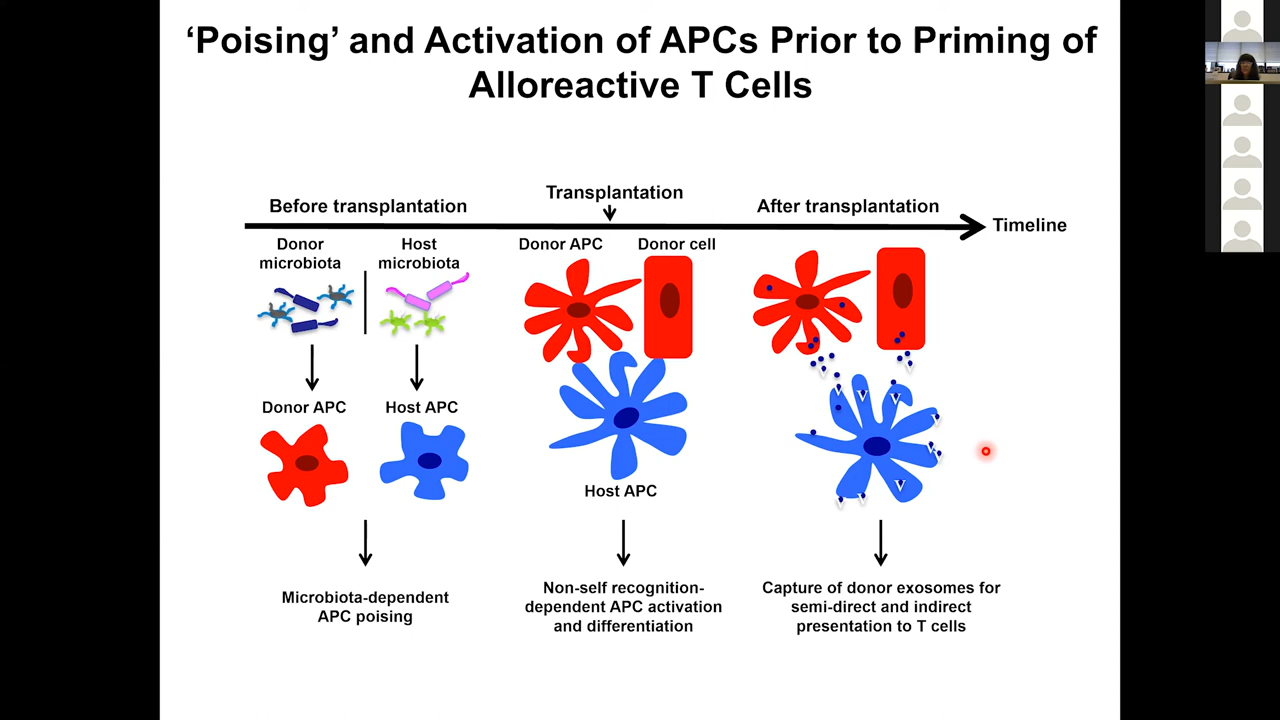 ‘Poising’ and Activation of APCs Prior to Priming of
Alloreactive T Cells
Before transplantation
Transplantation
After transplantation
Timeline
Donor
microbiota
Host
microbiota
Donor APC
Donor cell
Donor APC
Host APC
Host APC
Microbiota-dependent
APC poising
Non-self recognition-
dependent APC activation
and differentiation
Capture of donor exosomes for
semi-direct and indirect
presentation to T cells